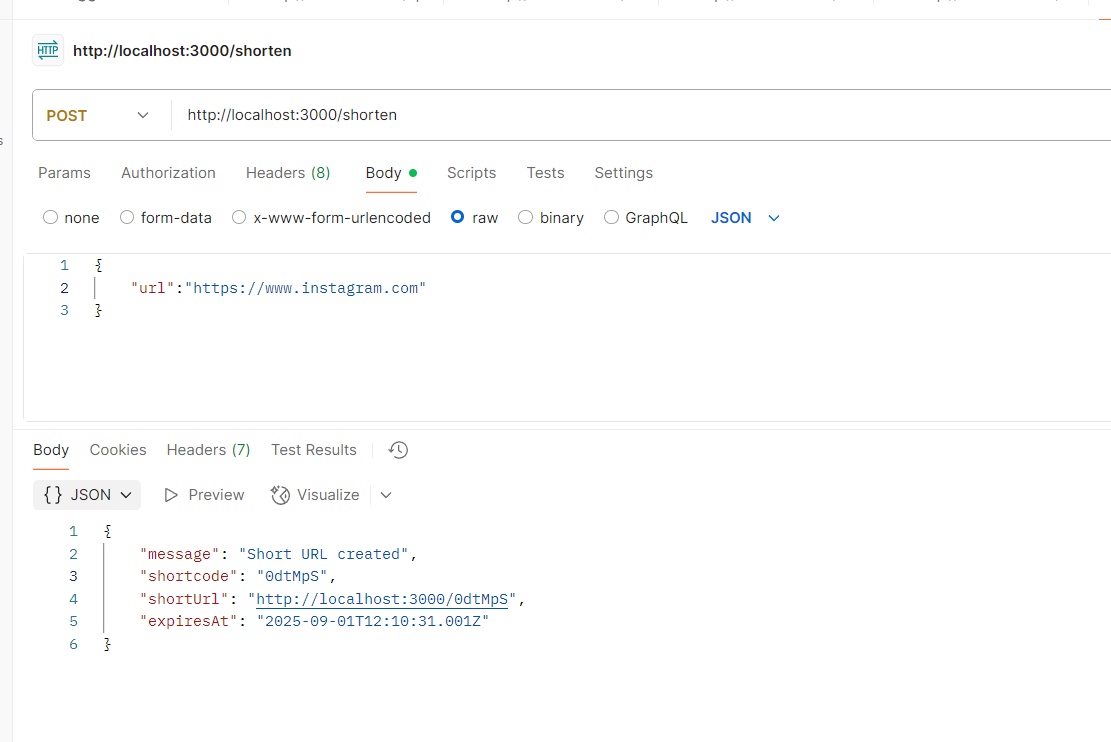 HTTP http://localhost:3000/shorten
POST http://localhost:3000/shorten
Params Authorization Headers (8) Body Scripts Tests Settings
none form-data x-www-form-urlencoded raw binary GraphQL JSON
1 {
2 "url":"https://www.instagram.com"
3 }
Body Cookies Headers (7) Test Results
{} JSON Preview Visualize
1 {
2 "message": "Short URL created",
3 "shortcode": "0dtMpS",
4 "shortUrl": "http://localhost:3000/0dtMpS",
5 "expiresAt": "2025-09-01T12:10:31.001Z"
6 }